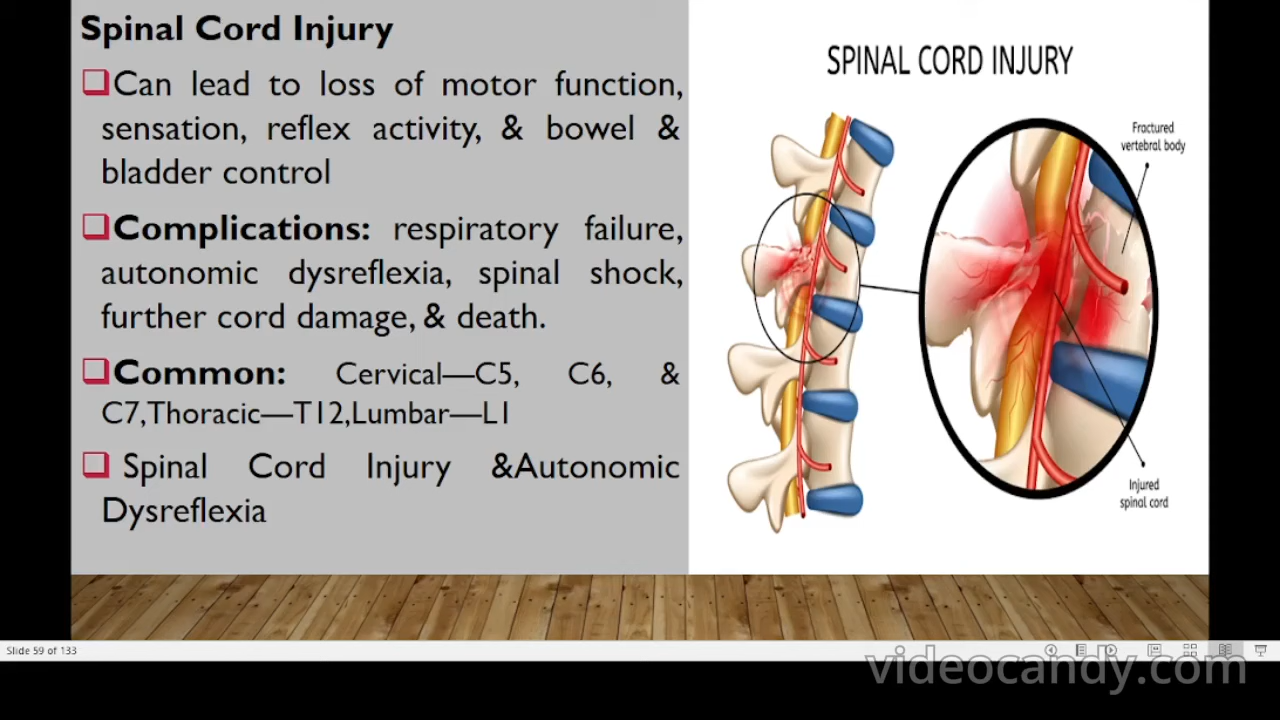 Spinal Cord Injury
Can lead to loss of motor function,
sensation, reflex activity, & bowel &
bladder control
Complications: respiratory failure,
autonomic dysreflexia, spinal shock,
further cord damage, & death.
Common: Cervical—C5, C6, &
C7,Thoracic—T12,Lumbar—L1
Spinal Cord Injury &Autonomic
Dysreflexia
SPINAL CORD INJURY
Fractured
vertebral body
Injured
spinal cord
Slide 59 of 133
videocandy.com